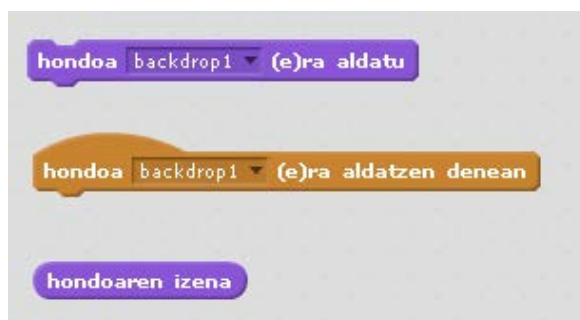 hondoa backdrop1 (e)ra aldatu
hondoa backdrop1 (e)ra aldatzen denean
hondoaren izena